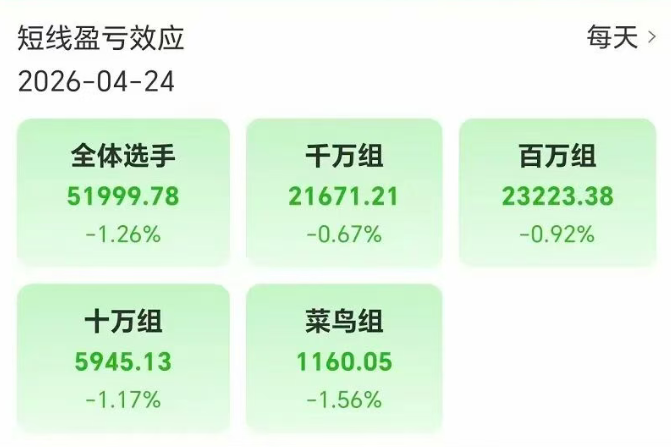 短线盈亏效应
每天 >
2026-04-24
全体选手
51999.78
-1.26%
千万组
21671.21
-0.67%
百万组
23223.38
-0.92%
十万组
5945.13
-1.17%
菜鸟组
1160.05
-1.56%